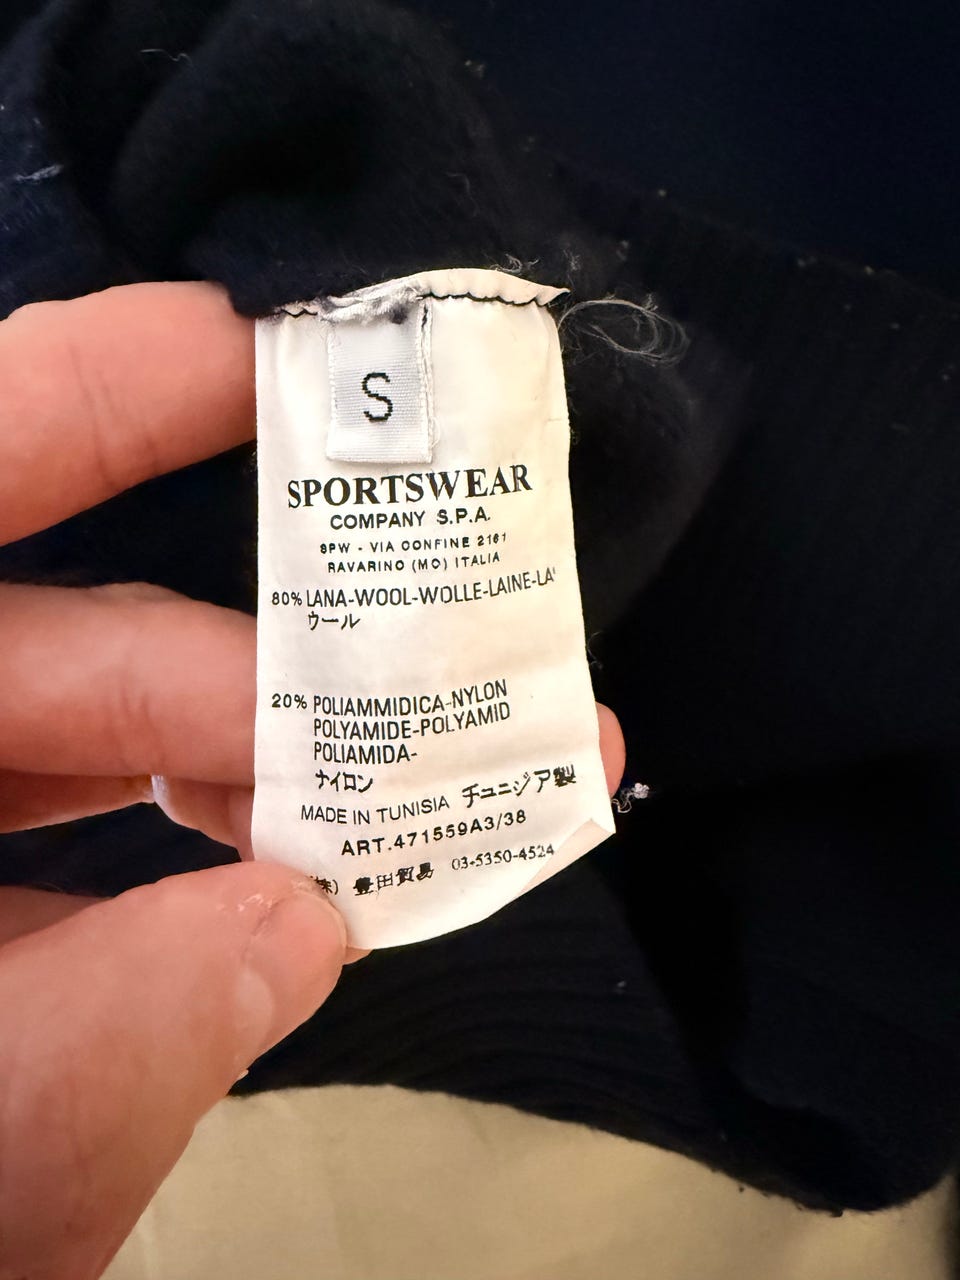 S
SPORTSWEAR
COMPANY S.P.A.
SPW - VIA CONFINE 2161
RAVARINO (MO) ITALIA
80% LANA-WOOL-WOLLE-LAINE-LA'
ウール
20% POLIAMMIDICA-NYLON
POLYAMIDE-POLYAMID
POLIAMIDA-
ナイロン
MADE IN TUNISIA チュニジア製
ART.471559A3/38
株) 豊田貿易 03-5350-4524